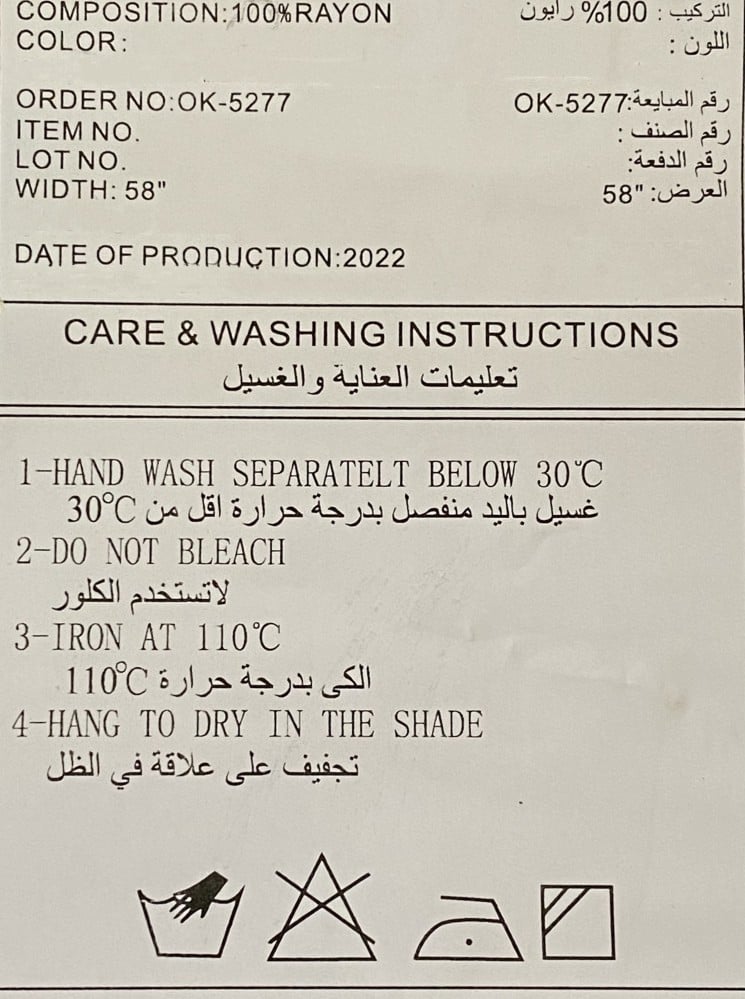 COMPOSITION:100%RAYON التركيب : 100% رايون
COLOR: اللون :
ORDER NO:OK-5277 رقم المبايعة:OK-5277
ITEM NO. رقم الصنف :
LOT NO. رقم الدفعة:
WIDTH: 58" العرض: "58
DATE OF PRODUCTION:2022
CARE & WASHING INSTRUCTIONS
تعليمات العناية والغسيل
1-HAND WASH SEPARATELT BELOW 30℃
غسيل باليد منفصل بدرجة حرارة اقل من 30℃
2-DO NOT BLEACH
لاتستخدم الكلور
3-IRON AT 110℃
الكى بدرجة حرارة 110℃
4-HANG TO DRY IN THE SHADE
تجفيف على علاقة في الظل